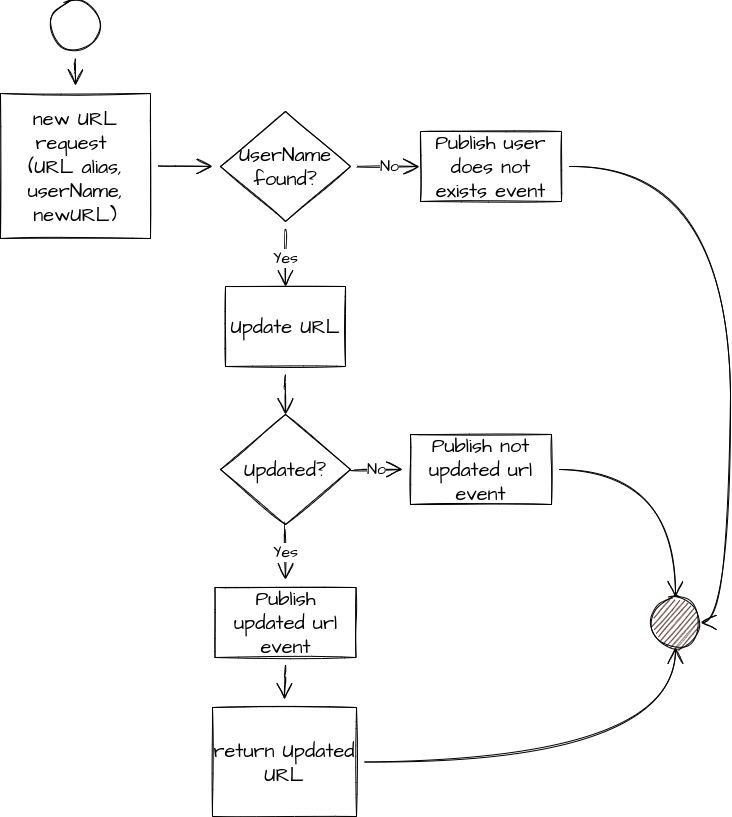 new URL
request
(URL alias,
userName,
newURL)
UserName
found?
No
Publish user
does not
exists event
Yes
Update URL
Updated?
No
Publish not
updated url
event
Yes
Publish
updated url
event
return Updated
URL